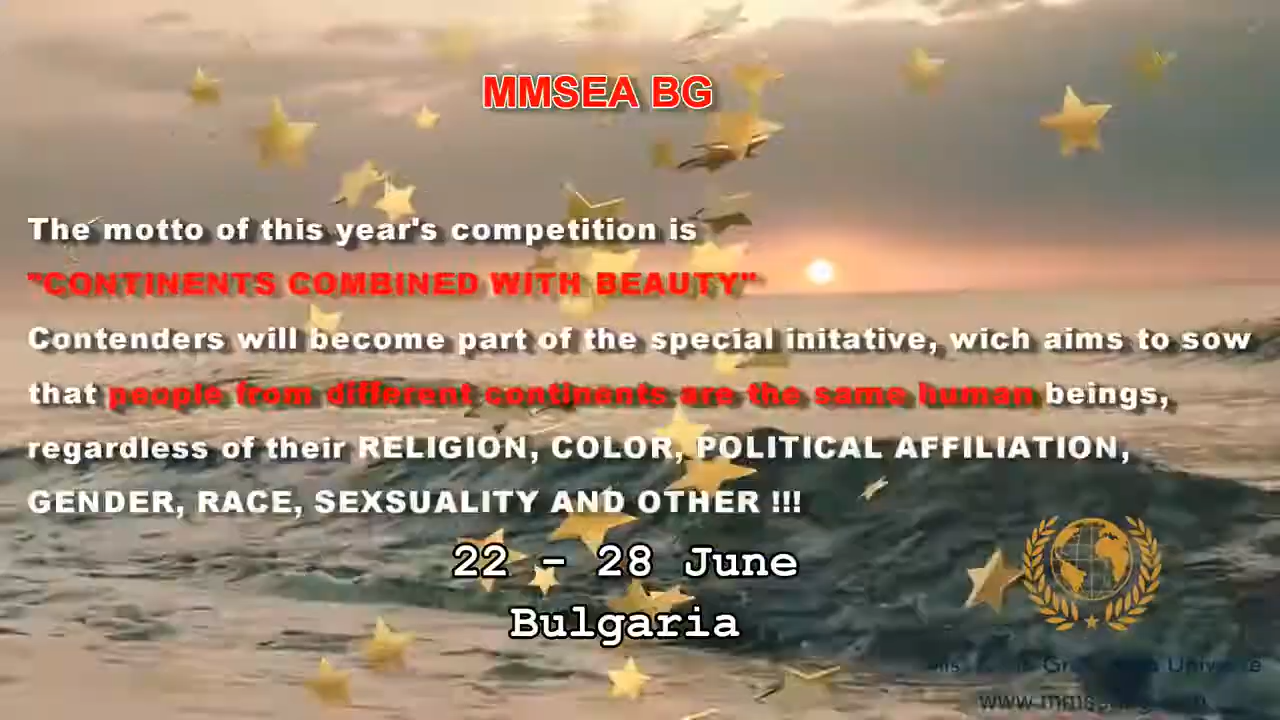 MMSEA BG
The motto of this year's competition is
"CONTINENTS COMBINED WITH BEAUTY"
Contenders will become part of the special initative, wich aims to sow
that people from different continents are the same human beings,
regardless of their RELIGION, COLOR, POLITICAL AFFILIATION,
GENDER, RACE, SEXSUALITY AND OTHER !!!
22 - 28 June
Bulgaria
Universe